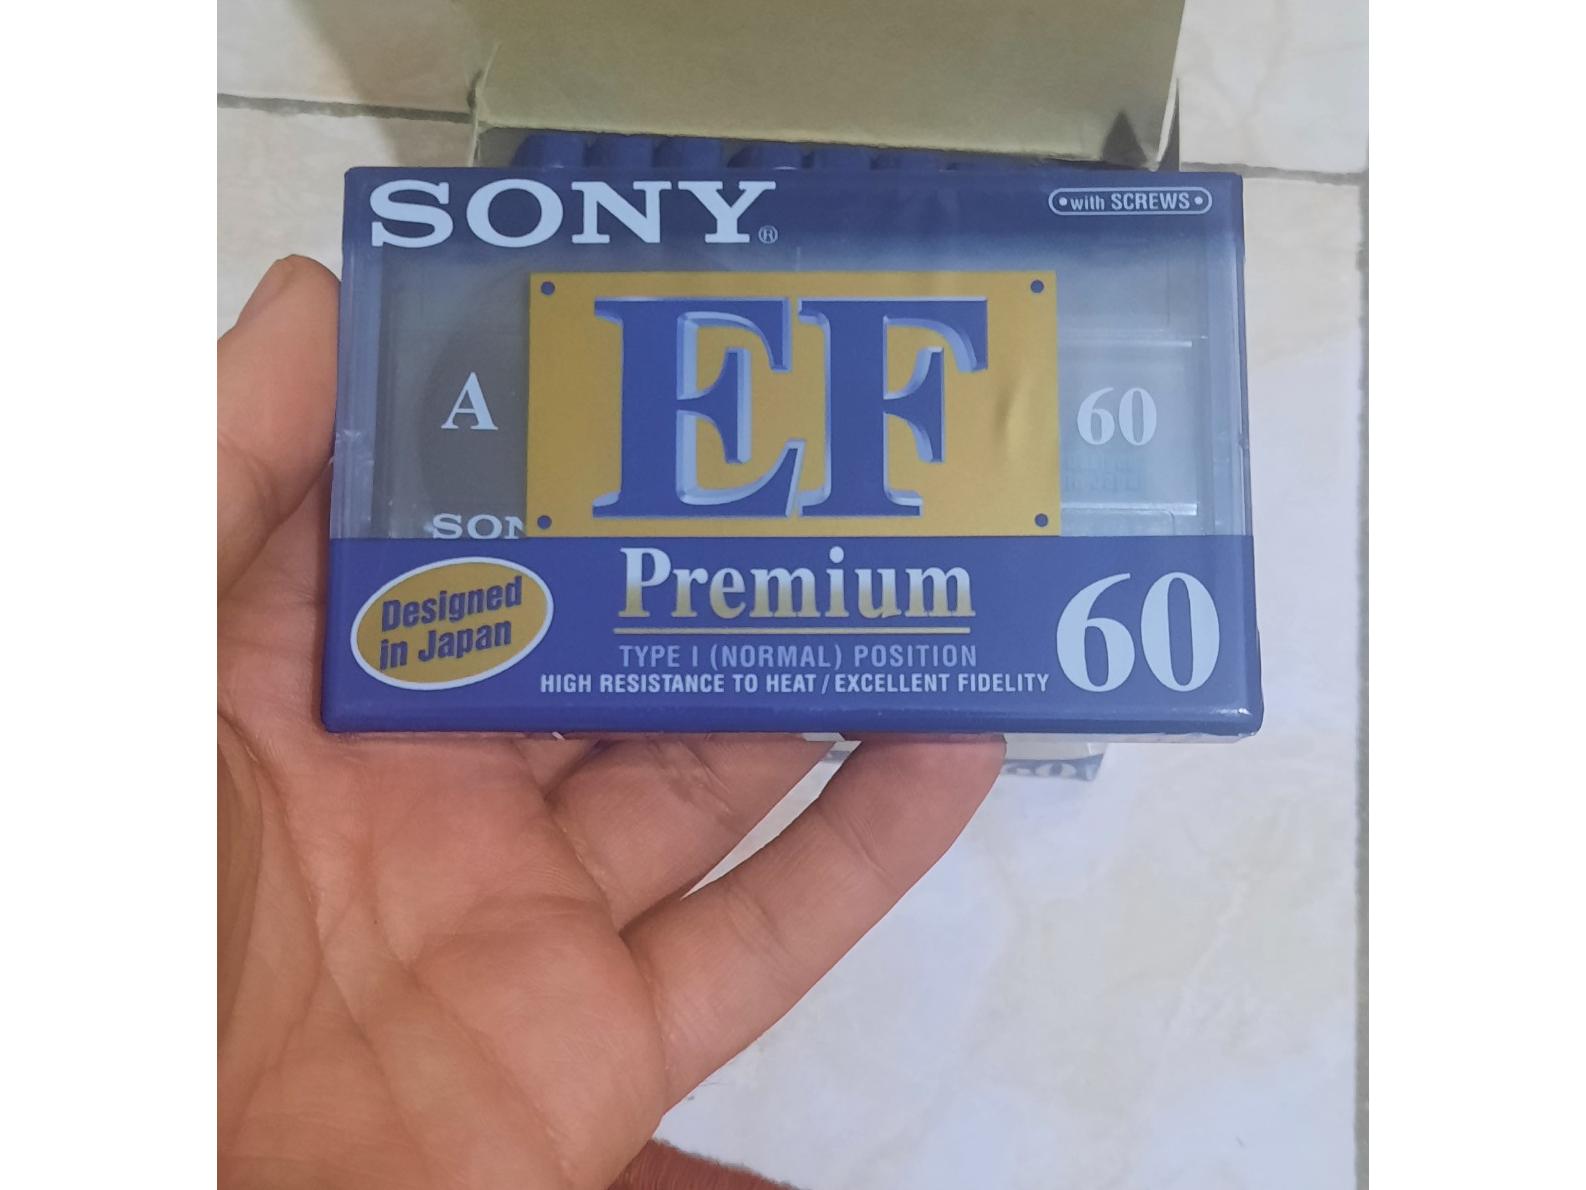 SONY®
• with SCREWS •
EF
A
60
SON
Designed
in Japan
Premium
60
TYPE I (NORMAL) POSITION
HIGH RESISTANCE TO HEAT / EXCELLENT FIDELITY
60